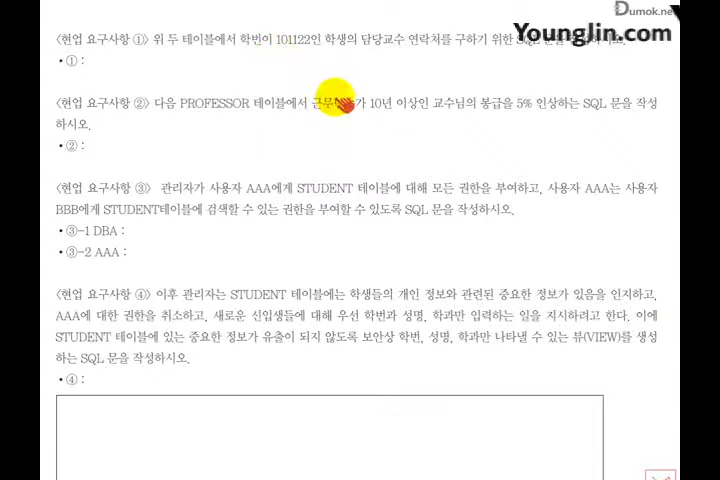 Dumok.ne
Younglin.com
<현업 요구사항 ①> 위 두 테이블에서 학번이 101122인 학생의 담당교수 연락처를 구하기 위한 SQL 문을
• ① :
<현업 요구사항 ②> 다음 PROFESSOR 테이블에서 10년 이상인 교수님의 봉급을 5% 인상하는 SQL 문을 작성
하시오.
• ② :
<현업 요구사항 ③> 관리자가 사용자 AAA에게 STUDENT 테이블에 대해 모든 권한을 부여하고, 사용자 AAA는 사용자
BBB에게 STUDENT테이블에 검색할 수 있는 권한을 부여할 수 있도록 SQL 문을 작성하시오.
• ③-1 DBA :
• ③-2 AAA :
<현업 요구사항 ④> 이후 관리자는 STUDENT 테이블에는 학생들의 개인 정보와 관련된 중요한 정보가 있음을 인지하고,
AAA에 대한 권한을 취소하고, 새로운 신입생들에 대해 우선 학번과 성명, 학과만 입력하는 일을 지시하려고 한다. 이에
STUDENT 테이블에 있는 중요한 정보가 유출이 되지 않도록 보안상 학번, 성명, 학과만 나타낼 수 있는 뷰(VIEW)를 생성
하는 SQL 문을 작성하시오.
• ④ :